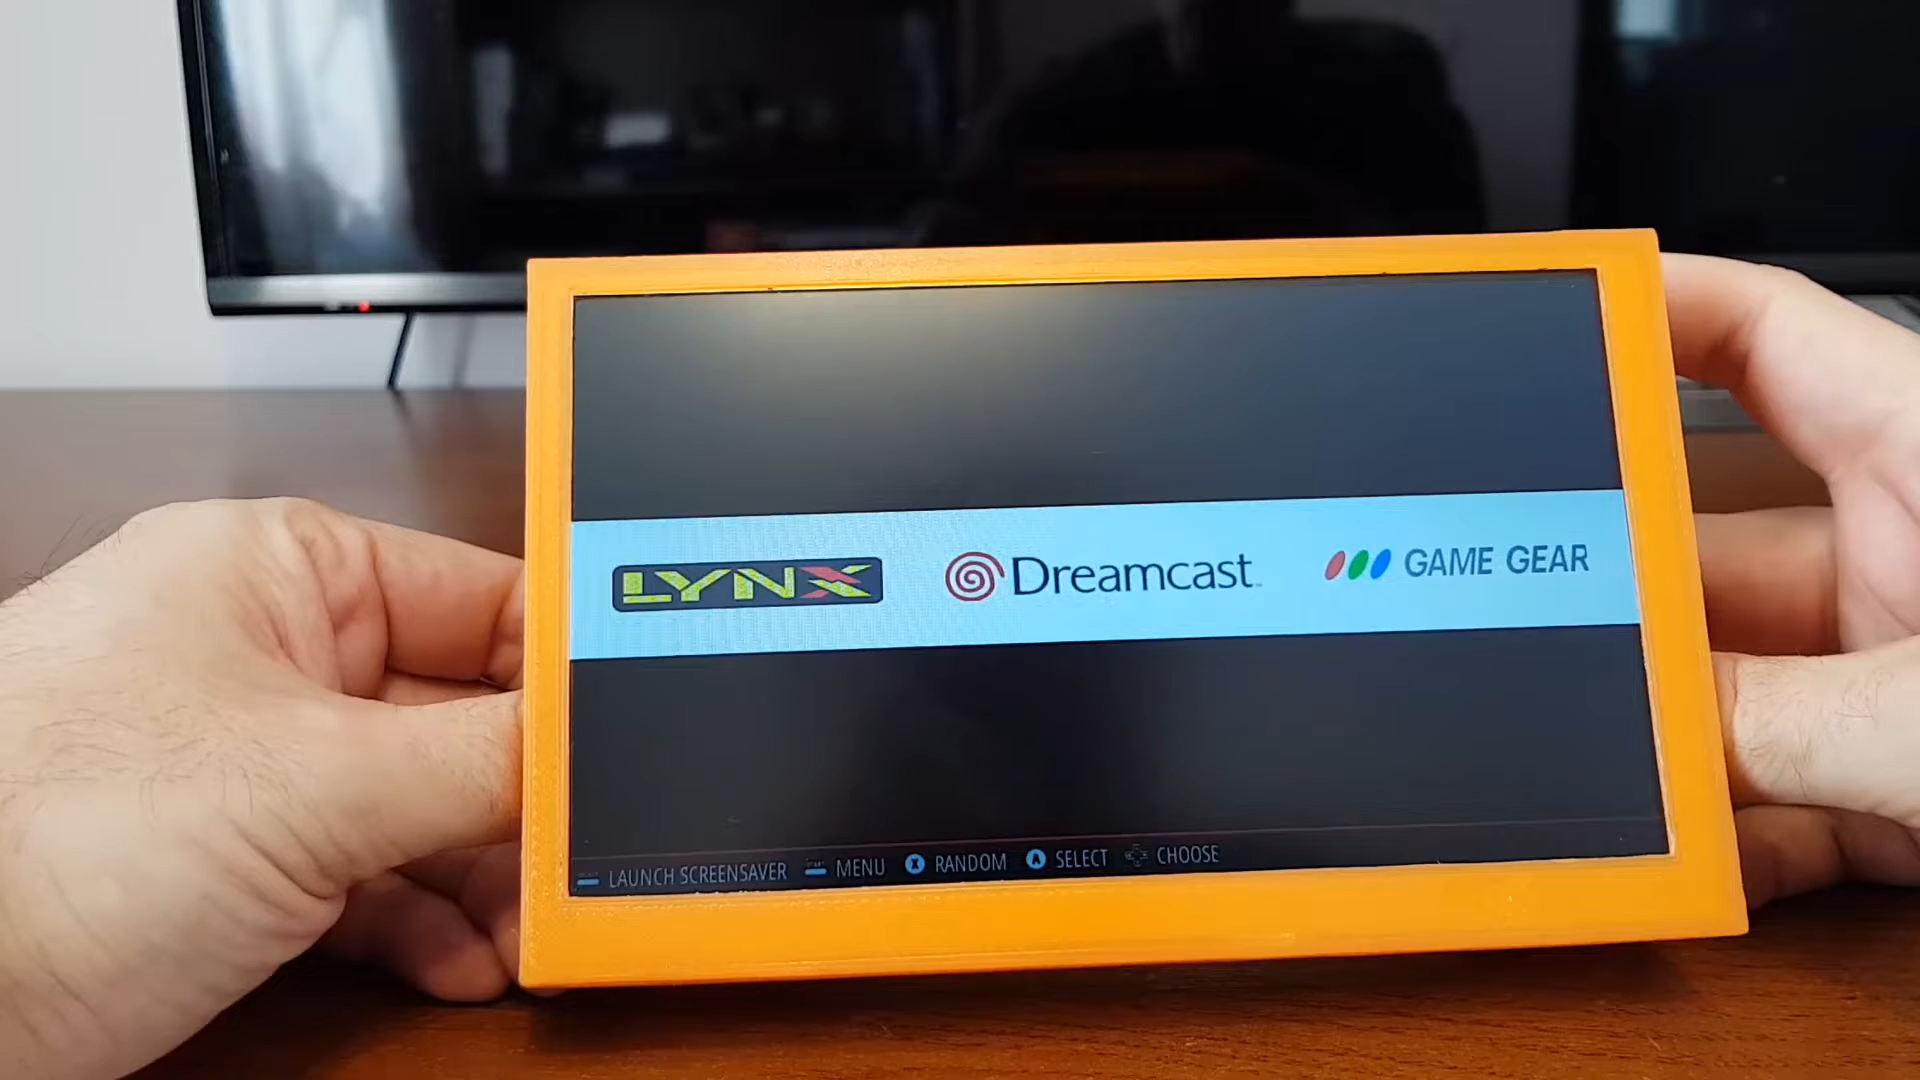 LYNX
Dreamcast
GAME GEAR
LAUNCH SCREENSAVER MENU X RANDOM A SELECT CHOOSE